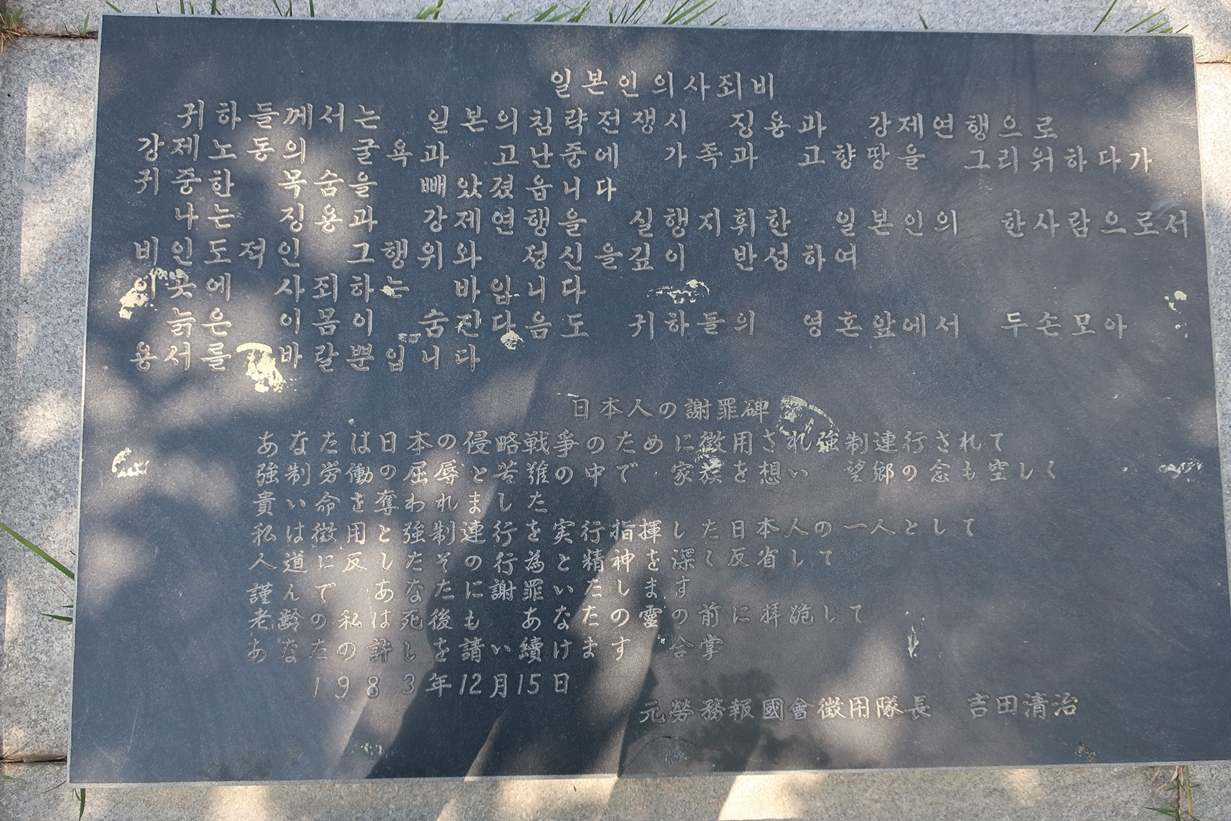 일본인의사죄비
귀하들께서는 일본의침략전쟁시 징용과 강제연행으로
강제노동의 굴욕과 고난중에 가족과 고향땅을 그리워하다가
귀중한 목숨을 빼았겼읍니다
나는 징용과 강제연행을 실행지휘한 일본인의 한사람으로서
비인도적인 그행위와 정신을깊이 반성하여
이곳에 사죄하는 바입니다
늙은 이몸이 숨진다음도 귀하들의 영혼앞에서 두손모아
용서를 바랄뿐입니다
日本人の謝罪碑
あなたは日本の侵略戦争のために徴用され強制連行されて
強制労働の屈辱と苦難の中で 家族を想い 望郷の念も空しく
貴い命を奪われました
私は徴用と強制連行を実行指揮した日本人の一人として
人道に反したその行為と精神を深く反省して
謹んで あなたに謝罪いたします
老齢の私は死後も あなたの霊の前に拝跪して
あなたの許しを請い續けます 合掌
1983年12月15日
元勞務報國會徴用隊長 吉田清治